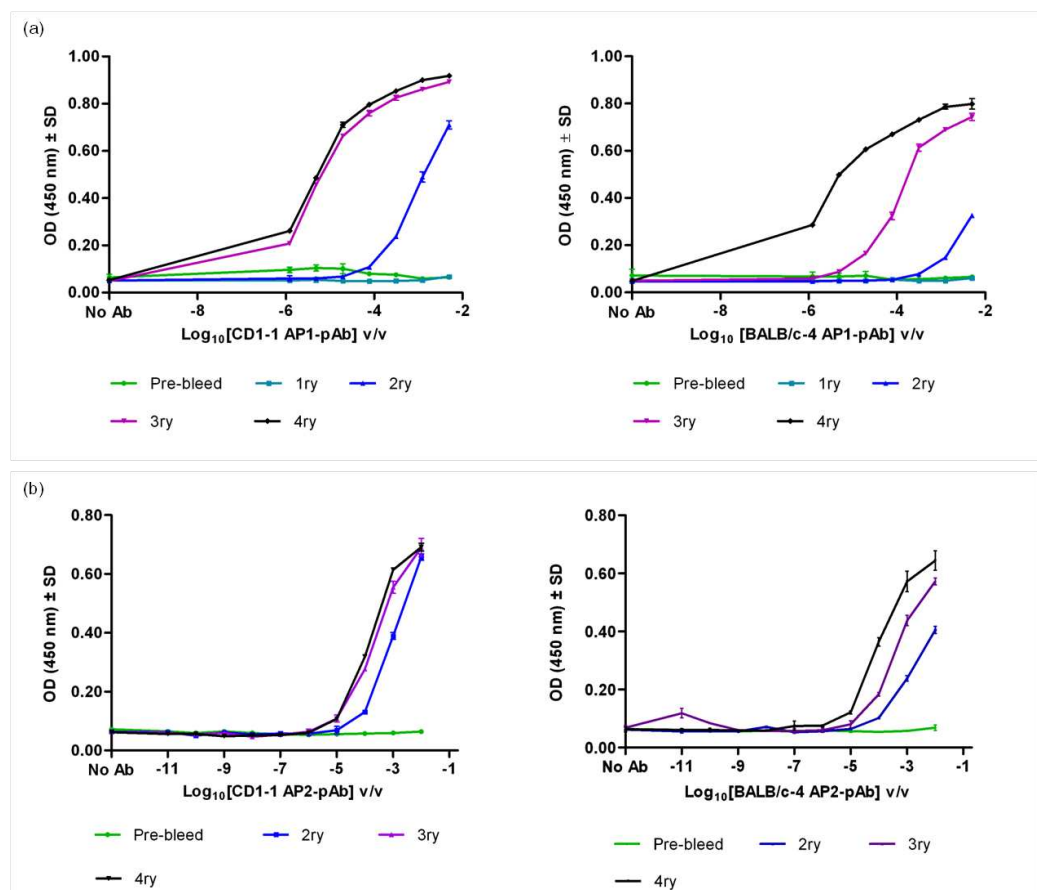 (a)
1.00
0.80
0.60
0.40
0.20
0.00
OD (450 nm) ± SD
No Ab -8 -6 -4 -2
Log10[CD1-1 AP1-pAb] v/v
Pre-bleed 1ry 2ry
3ry 4ry
1.00
0.80
0.60
0.40
0.20
0.00
OD (450 nm) ± SD
No Ab -8 -6 -4 -2
Log10[BALB/c-4 AP1-pAb] v/v
Pre-bleed 1ry 2ry
3ry 4ry
(b)
0.80
0.60
0.40
0.20
0.00
OD (450 nm) ± SD
No Ab -11 -9 -7 -5 -3 -1
Log10[CD1-1 AP2-pAb] v/v
Pre-bleed 2ry 3ry
4ry
0.80
0.60
0.40
0.20
0.00
OD (450 nm) ± SD
No Ab -11 -9 -7 -5 -3 -1
Log10[BALB/c-4 AP2-pAb] v/v
Pre-bleed 2ry 3ry
4ry